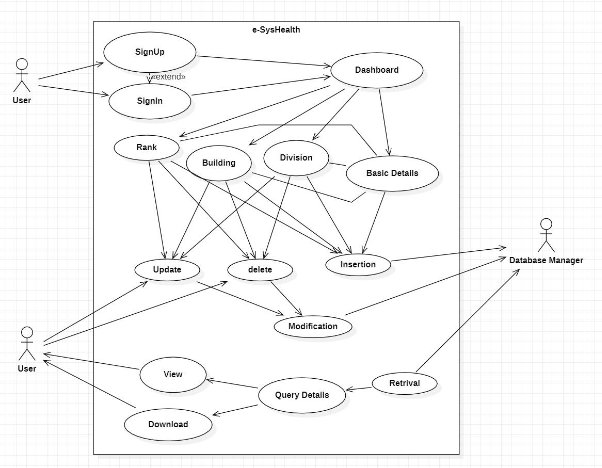 e-SysHealth
SignUp
Dashboard
«extend»
User
SignIn
Rank
Building
Division
Basic Details
Database Manager
Update
delete
Insertion
Modification
User
View
Retrival
Query Details
Download